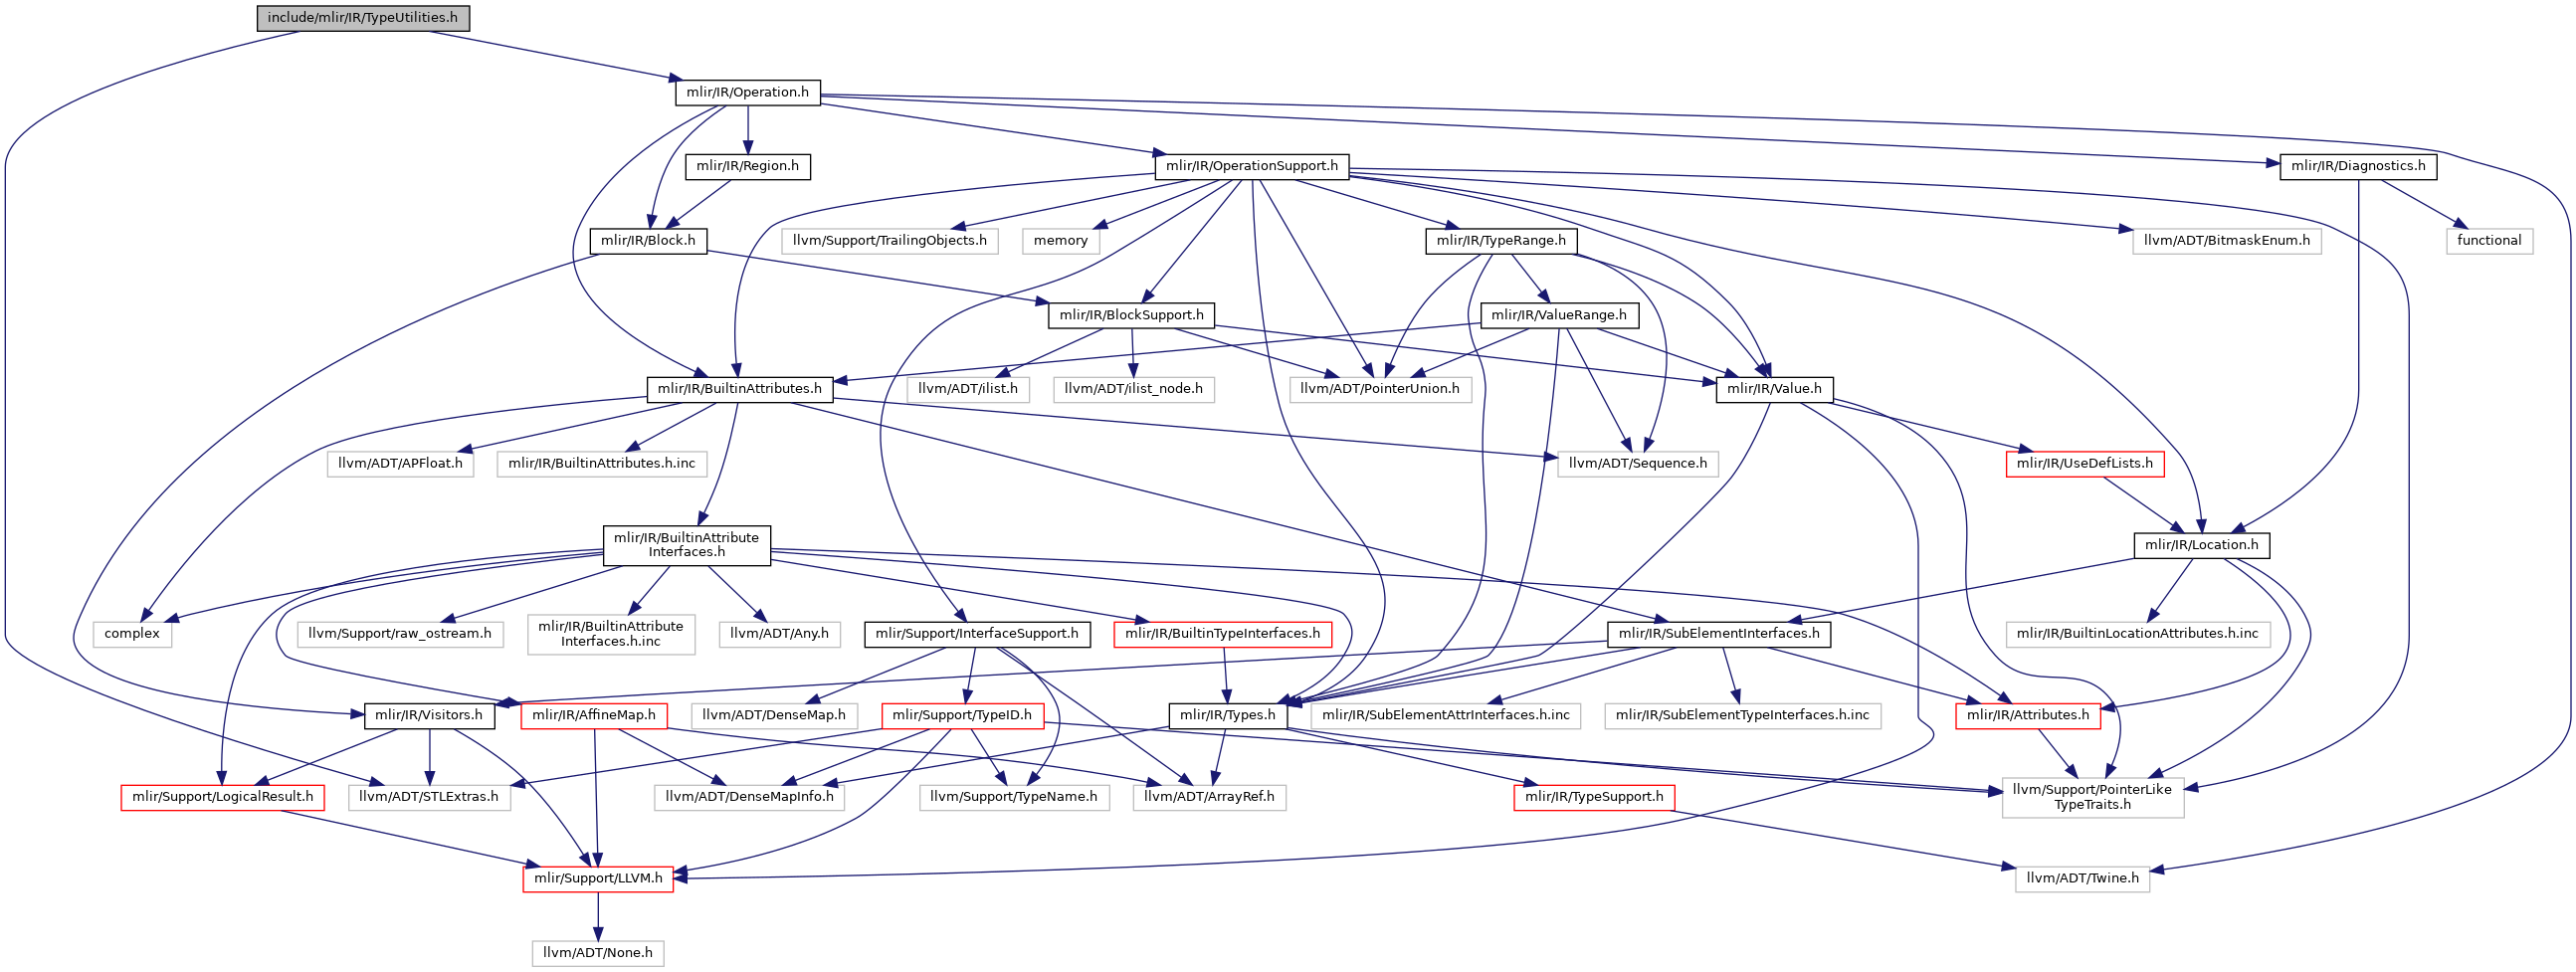 include/mlir/IR/TypeUtilities.h
mlir/IR/Operation.h
mlir/IR/Region.h
mlir/IR/OperationSupport.h
mlir/IR/Diagnostics.h
mlir/IR/Block.h
llvm/Support/TrailingObjects.h
memory
mlir/IR/TypeRange.h
llvm/ADT/BitmaskEnum.h
functional
mlir/IR/BlockSupport.h
mlir/IR/ValueRange.h
mlir/IR/BuiltinAttributes.h
llvm/ADT/ilist.h
llvm/ADT/ilist_node.h
llvm/ADT/PointerUnion.h
mlir/IR/Value.h
llvm/ADT/APFloat.h
mlir/IR/BuiltinAttributes.h.inc
llvm/ADT/Sequence.h
mlir/IR/UseDefLists.h
mlir/IR/BuiltinAttribute
Interfaces.h
mlir/IR/Location.h
complex
llvm/Support/raw_ostream.h
mlir/IR/BuiltinAttribute
Interfaces.h.inc
llvm/ADT/Any.h
mlir/Support/InterfaceSupport.h
mlir/IR/BuiltinTypeInterfaces.h
mlir/IR/SubElementInterfaces.h
mlir/IR/BuiltinLocationAttributes.h.inc
mlir/IR/Visitors.h
mlir/IR/AffineMap.h
llvm/ADT/DenseMap.h
mlir/Support/TypeID.h
mlir/IR/Types.h
mlir/IR/SubElementAttrInterfaces.h.inc
mlir/IR/SubElementTypeInterfaces.h.inc
mlir/IR/Attributes.h
mlir/Support/LogicalResult.h
llvm/ADT/STLExtras.h
llvm/ADT/DenseMapInfo.h
llvm/Support/TypeName.h
llvm/ADT/ArrayRef.h
mlir/IR/TypeSupport.h
llvm/Support/PointerLike
TypeTraits.h
mlir/Support/LLVM.h
llvm/ADT/Twine.h
llvm/ADT/None.h